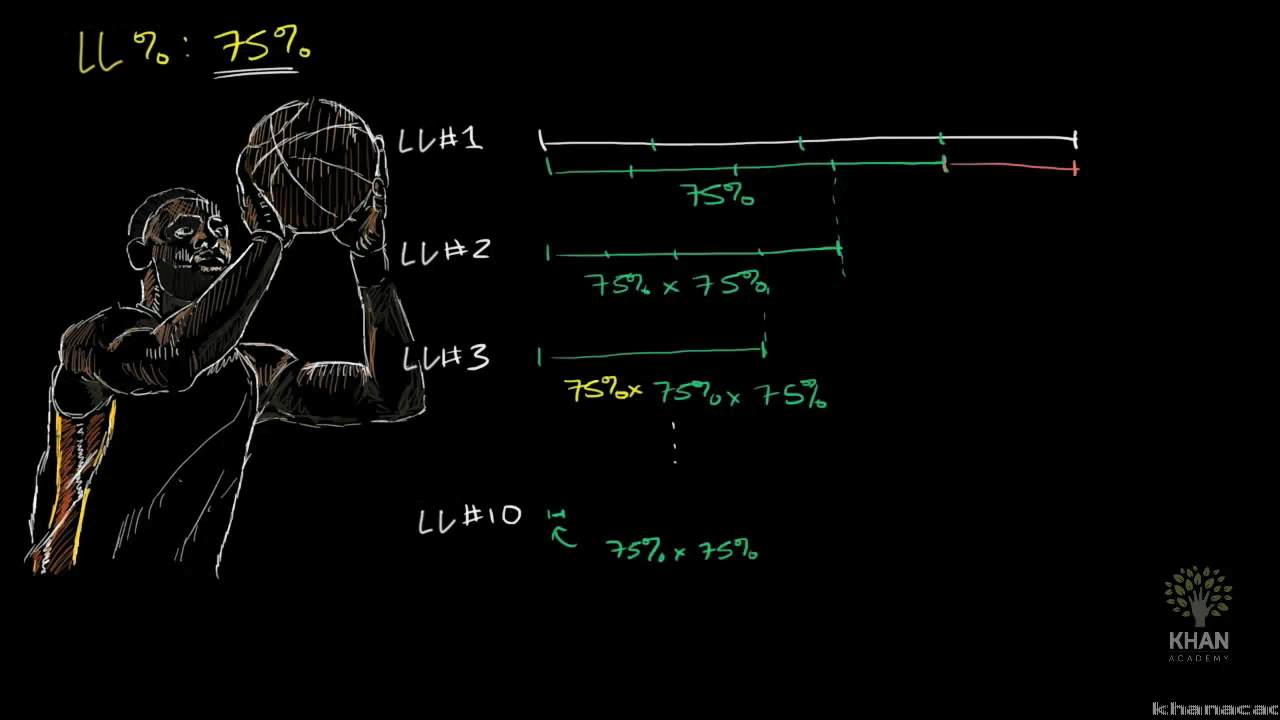 LL %: 75%
LL#1
75%
LL#2
75% x 75%
LL#3
75% x 75% x 75%
LL#10
75% x 75%
KHAN
ACADEMY
khanacac